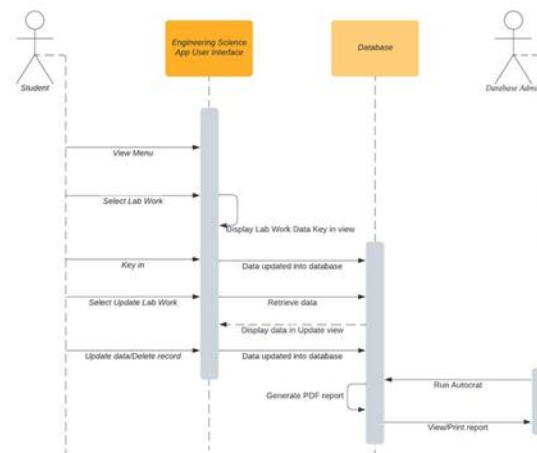 Engineering Science
App User Interface
Database
Student
Database Admi
View Menu
Select Lab Work
Display Lab Work Data Key in view
Key in
Data updated into database
Select Update Lab Work
Retrieve data
Display data in Update view
Update data/Delete record
Data updated into database
Run Autocrat
Generate PDF report
View/Print report